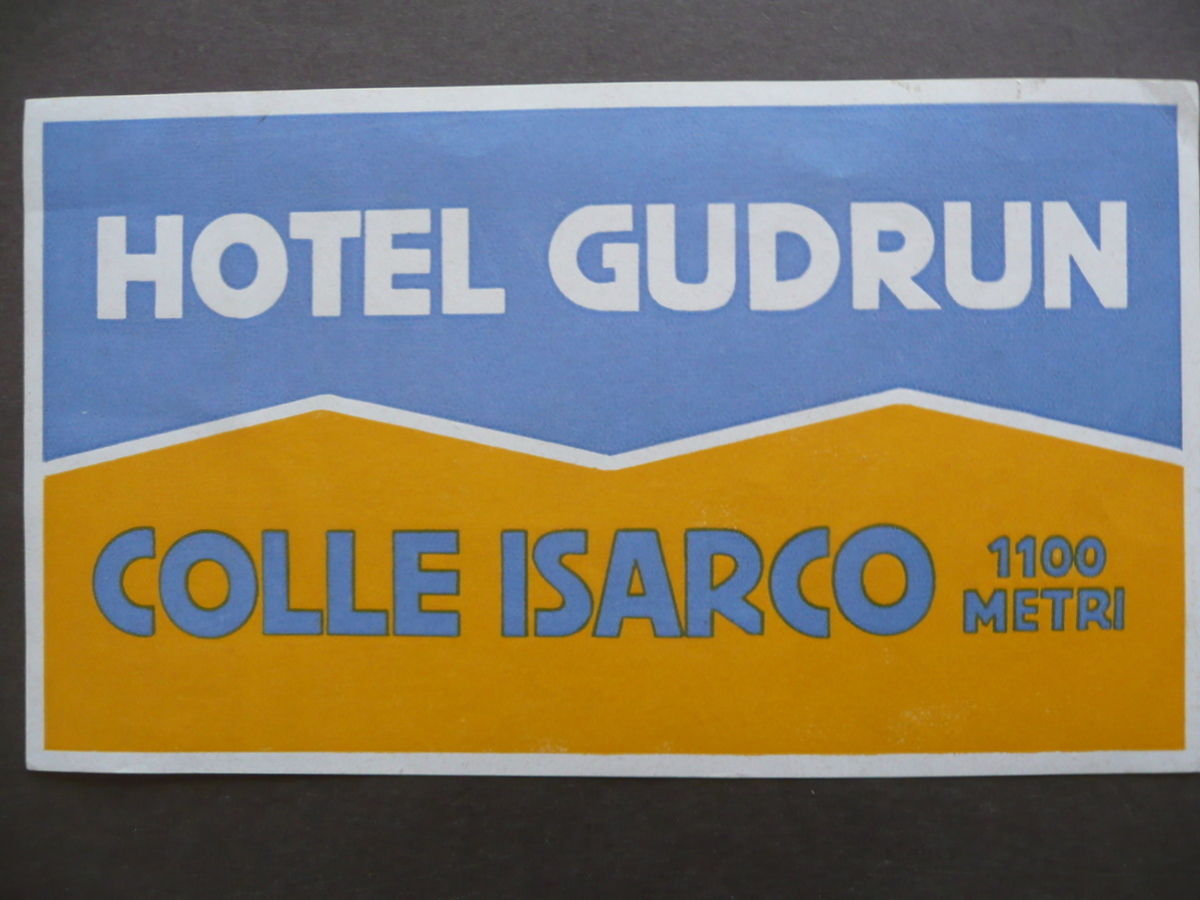 HOTEL GUDRUN
COLLE ISARCO
1100
METRI